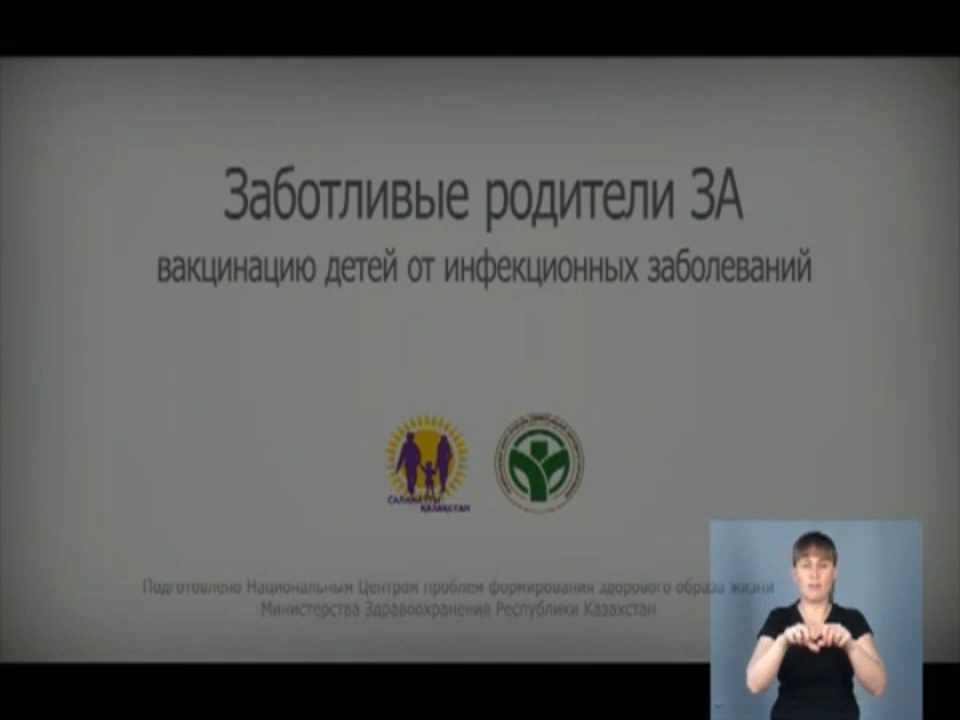 Заботливые родители ЗА
вакцинацию детей от инфекционных заболеваний
САЛАМАТТЫ
ҚАЗАҚСТАН
Подготовлено Национальным Центром проблем формирования здорового образа жизни
Министерства Здравоохранения Республики Казахстан